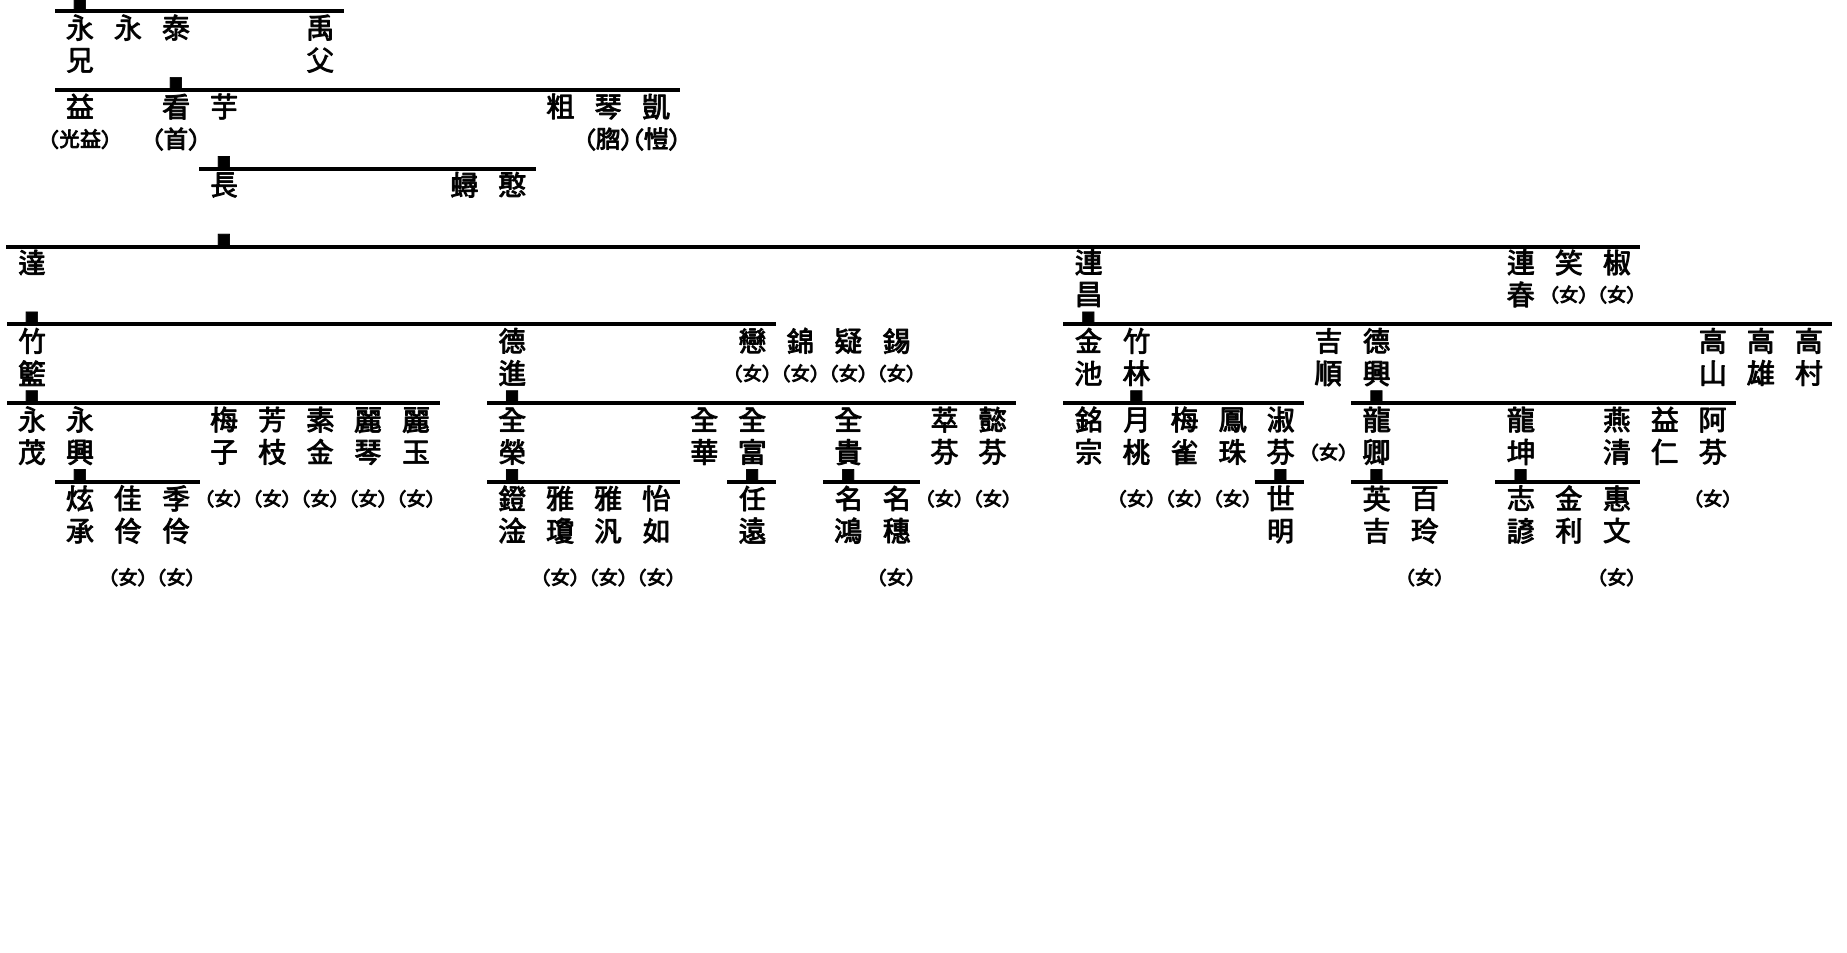 永兄 永 泰 禹父
益 看 芋 粗 琴 凱
(光益) (首) (䐃) (愷)
長 蟳 憨
達 連昌 連春 笑 椒
(女) (女)
竹籃 德進 戀 錦 疑 錫 金池 竹林 吉順 德興 高山 高雄 高村
(女) (女) (女) (女)
永茂 永興 梅子 芳枝 素金 麗琴 麗玉 全榮 全華 全富 全貴 萃芬 懿芬 銘宗 月桃 梅雀 鳳珠 淑芬 龍卿 龍坤 燕清 益仁 阿芬
(女)
炫承 佳伶 季伶 (女) (女) (女) (女) (女) 鐙淦 雅瓊 雅汎 怡如 任遠 名鴻 名穗 (女) (女) (女) (女) (女) 世明 英吉 百玲 志諺 金利 惠文 (女)
(女) (女) (女) (女) (女) (女) (女) (女)